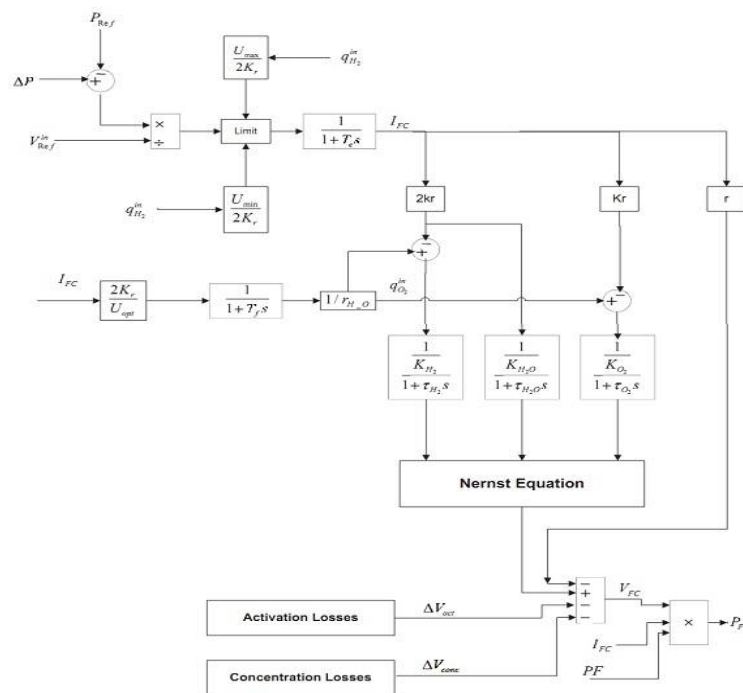 P_Ref
ΔP
+ −
V_Ref^in
×
÷
U_max
2K_r
q_H2^in
Limit
q_H2^in
U_min
2K_r
1
1+T_e s
I_FC
2kr
Kr
r
+ −
I_FC
2K_r
U_opt
1
1+T_f s
1/r_H_O
q_O2^in
+ −
1
K_H2
1+τ_H2 s
1
K_H2O
1+τ_H2O s
1
K_O2
1+τ_O2 s
Nernst Equation
Activation Losses
ΔV_act
Concentration Losses
ΔV_conc
−
+
−
−
V_FC
I_FC
PF
×
P_F